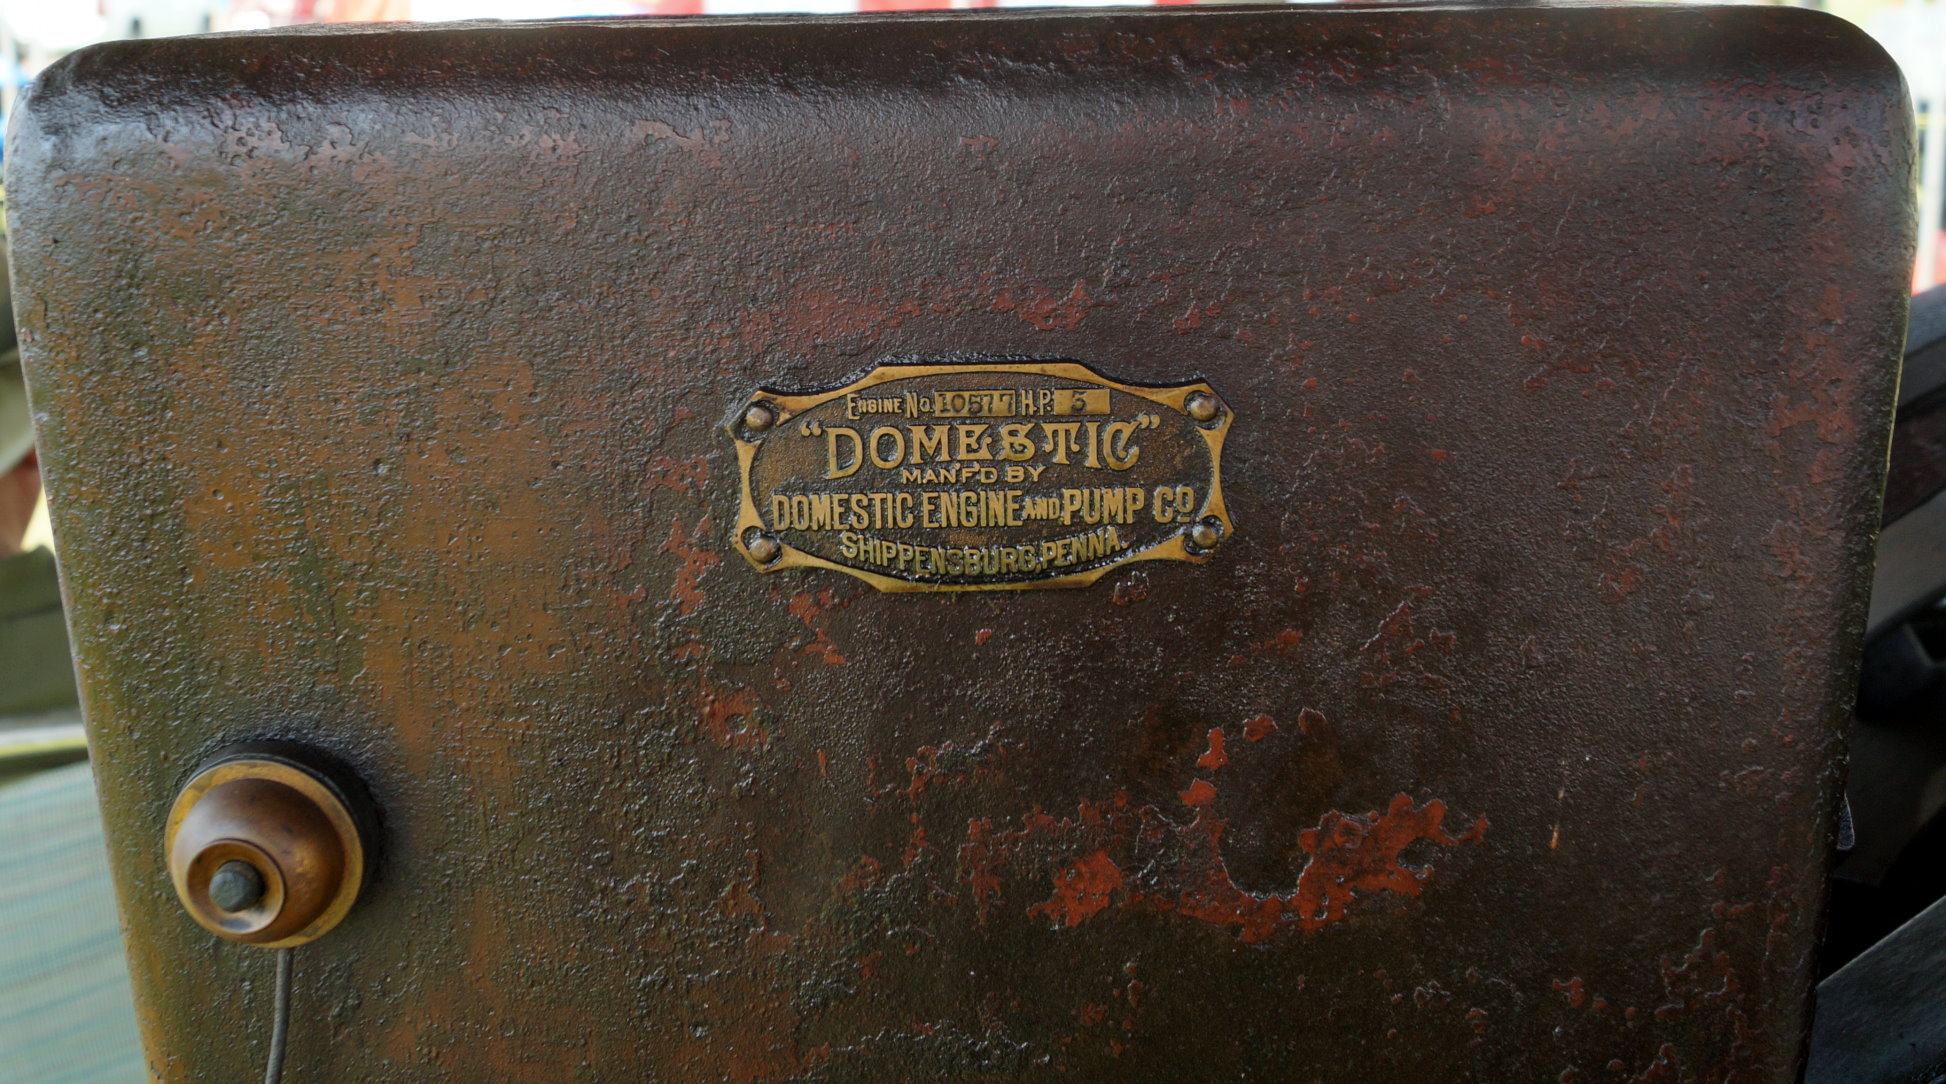 ENGINE NO. 10577 H.P. 5
"DOMESTIC"
MAN'F'D BY
DOMESTIC ENGINE AND PUMP CO
SHIPPENSBURG, PENNA.